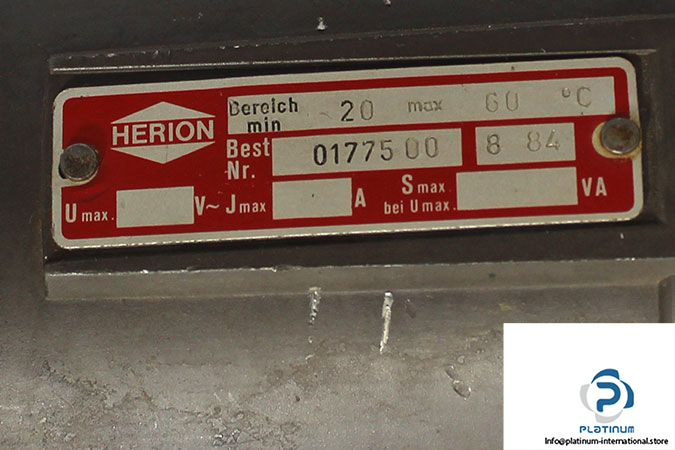 HERION
Bereich min 20 max 60 °C
Best Nr. 0177500 8 84
U max. V~ J max A S max bei U max. VA
PLATINUM
info@platinum-international.store